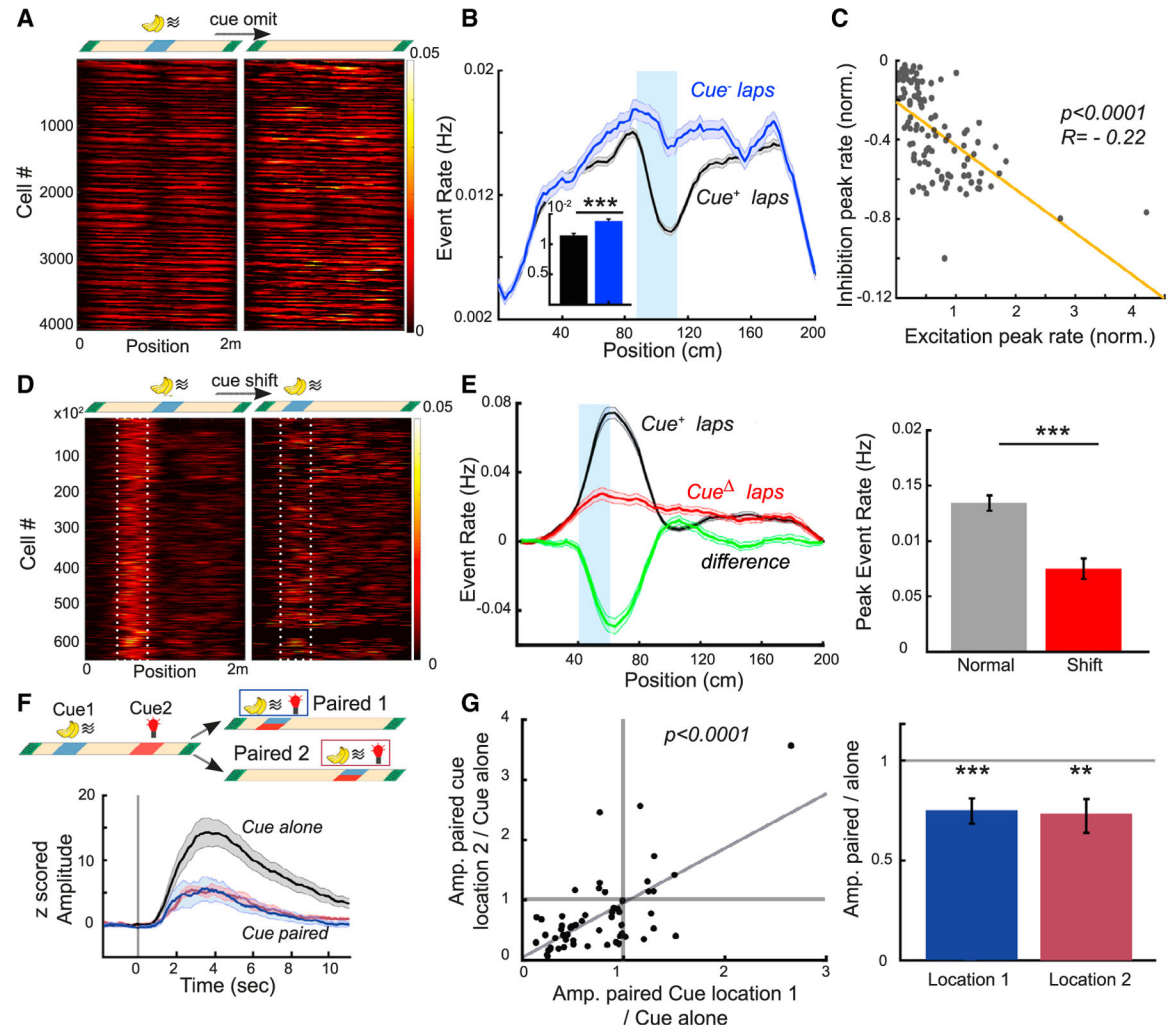 A
cue omit
0.05
1000
2000
3000
4000
Cell #
0
Position
2m
0
B
0.02
0.012
0.002
Event Rate (Hz)
Cue⁻ laps
Cue⁺ laps
10⁻²
***
1
0.5
40
80
120
160
200
Position (cm)
C
0
-0.4
-0.8
-0.12
Inhibition peak rate (norm.)
p<0.0001
R= - 0.22
1
2
3
4
Excitation peak rate (norm.)
D
cue shift
0.05
x10²
100
200
300
400
500
600
Cell #
0
Position
2m
0
E
0.08
0.04
0
-0.04
Event Rate (Hz)
Cue⁺ laps
Cue^Δ laps
difference
40
80
120
160
200
Position (cm)
0.02
0.15
0.01
0.05
0
Peak Event Rate (Hz)
***
Normal
Shift
F
Cue1
Cue2
Paired 1
Paired 2
20
10
0
z scored
Amplitude
Cue alone
Cue paired
0
2
4
6
8
10
Time (sec)
G
4
3
2
1
0
Amp. paired cue
location 2 / Cue alone
p<0.0001
0
1
2
3
Amp. paired Cue location 1
/ Cue alone
1
0.5
0
Amp. paired / alone
***
**
Location 1
Location 2